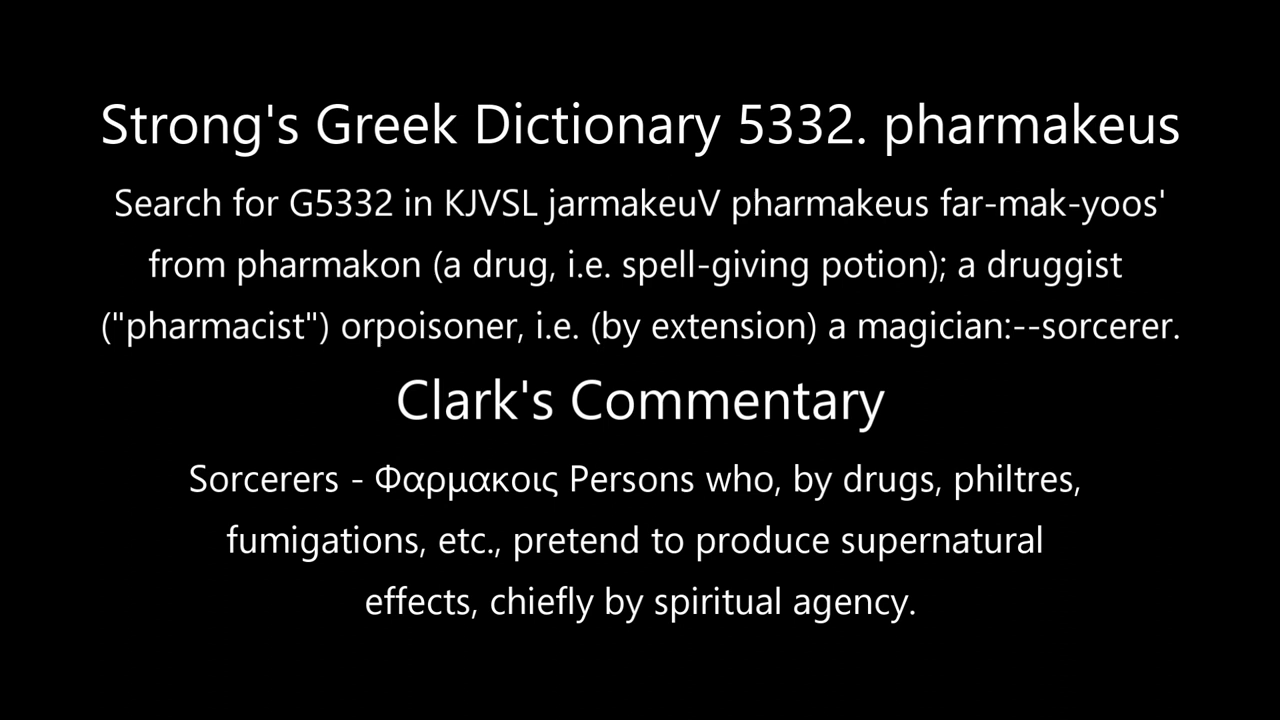 Strong's Greek Dictionary 5332. pharmakeus
Search for G5332 in KJVSL jarmakeuV pharmakeus far-mak-yoos'
from pharmakon (a drug, i.e. spell-giving potion); a druggist
("pharmacist") orpoisoner, i.e. (by extension) a magician:--sorcerer.
Clark's Commentary
Sorcerers - Φαρμακοις Persons who, by drugs, philtres,
fumigations, etc., pretend to produce supernatural
effects, chiefly by spiritual agency.